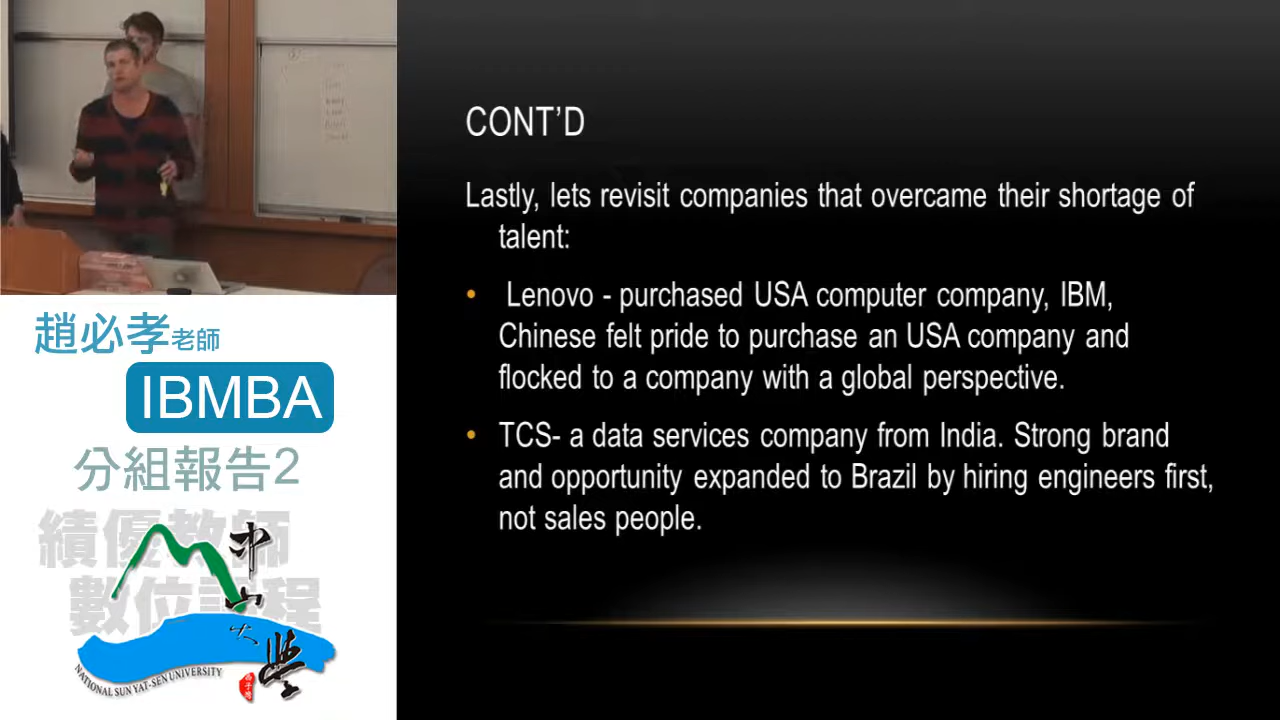 CONT'D
Lastly, lets revisit companies that overcame their shortage of
talent:
• Lenovo - purchased USA computer company, IBM,
Chinese felt pride to purchase an USA company and
flocked to a company with a global perspective.
• TCS- a data services company from India. Strong brand
and opportunity expanded to Brazil by hiring engineers first,
not sales people.
趙必孝老師
IBMBA
分組報告2
績優教師
數位課程
中山大學
NATIONAL SUN YAT-SEN UNIVERSITY